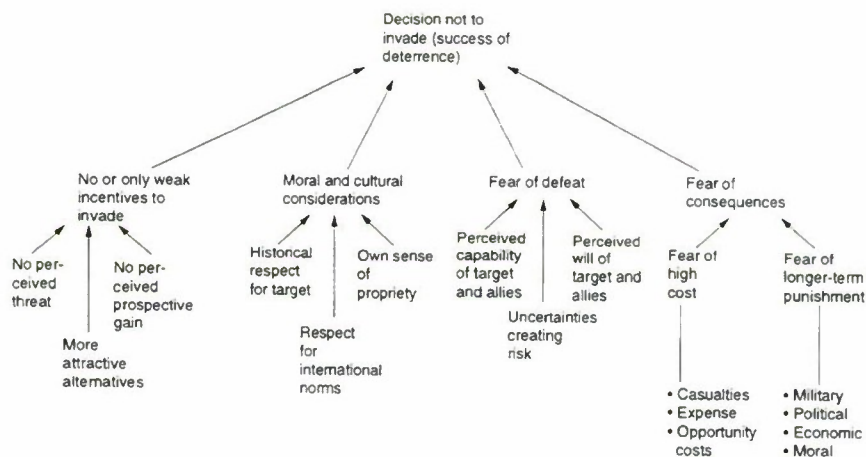 Decision not to
invade (success of
deterrence)
No or only weak
incentives to
invade
Moral and cultural
considerations
Fear of defeat
Fear of
consequences
No per-
ceived
threat
More
attractive
alternatives
No per-
ceived
prospective
gain
Historical
respect
for target
Respect
for
international
norms
Own sense
of
propriety
Perceived
capability
of target
and allies
Uncertainties
creating
risk
Perceived
will of
target and
allies
Fear of
high
cost
Fear of
longer-term
punishment
• Casualties
• Expense
• Opportunity
costs
• Military
• Political
• Economic
• Moral